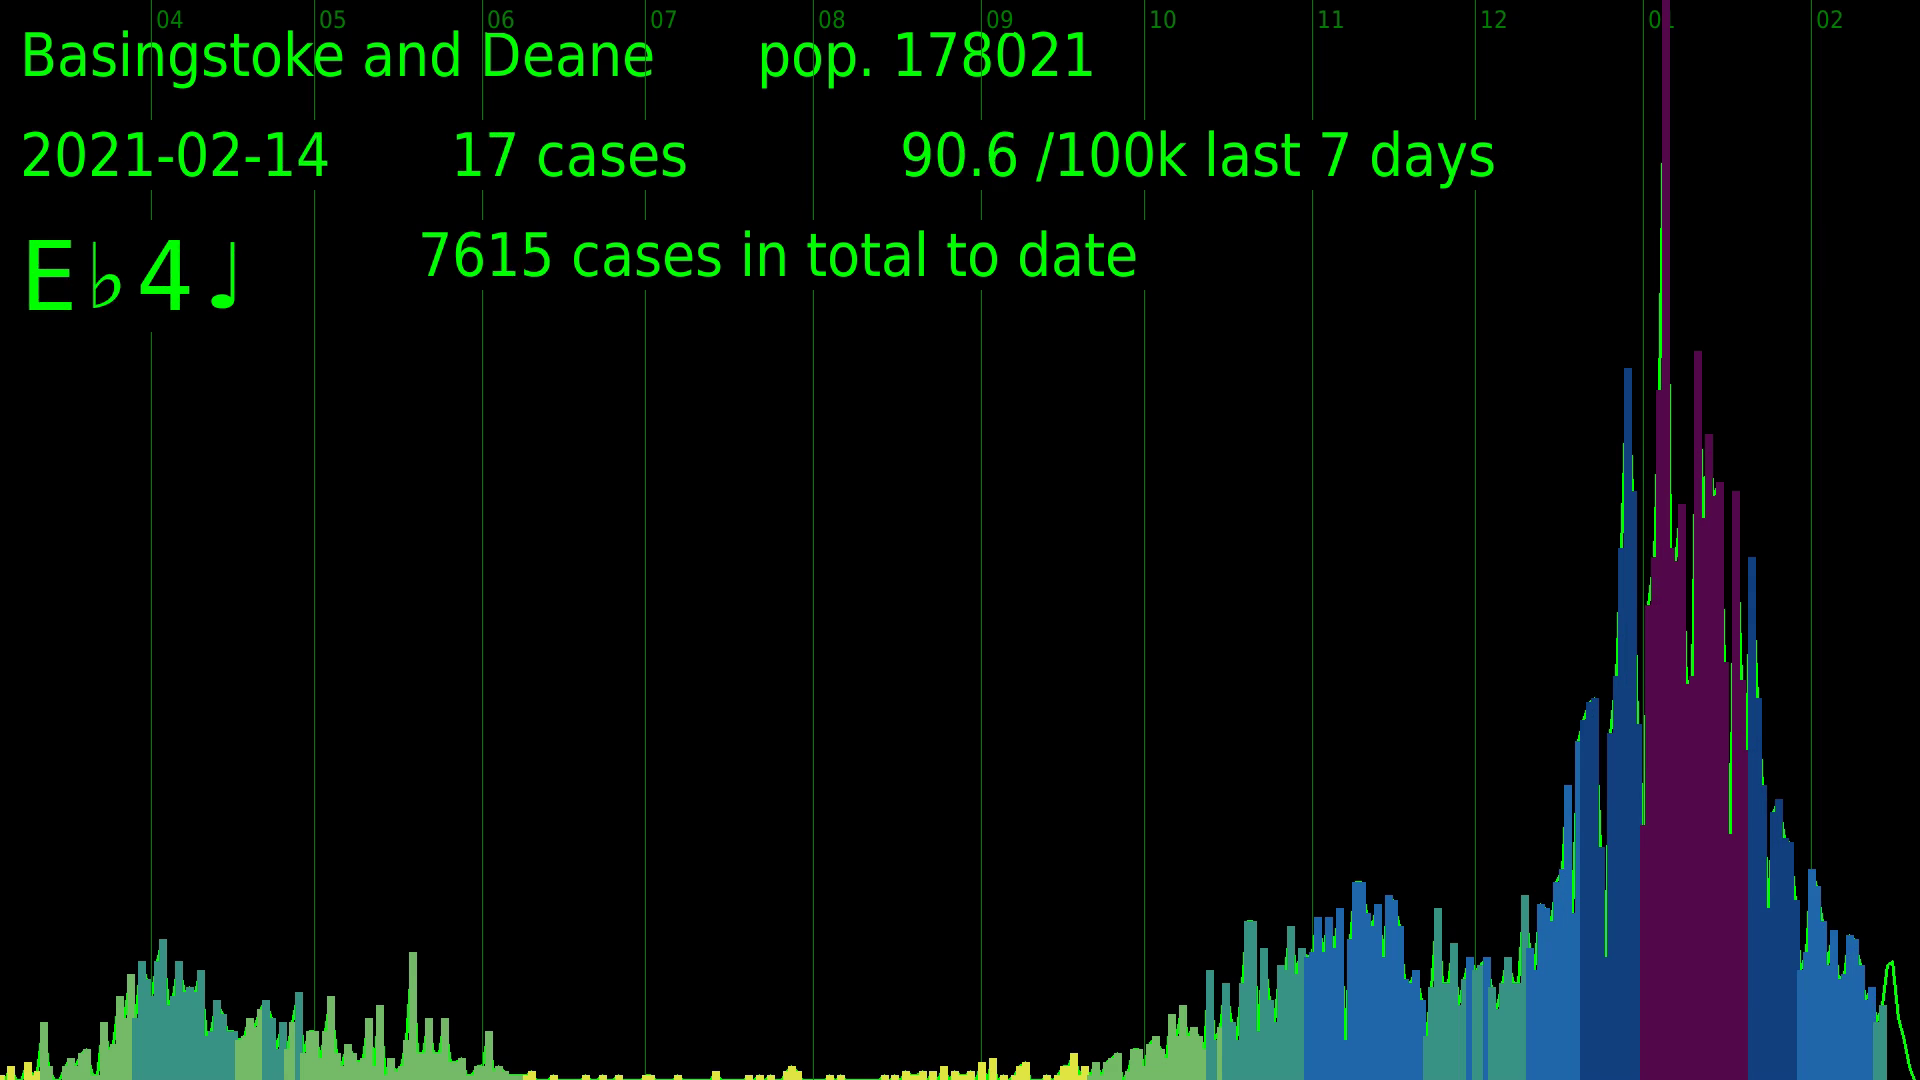 04 05 06 07 08 09 10 11 12 01 02
Basingstoke and Deane pop. 178021
2021-02-14 17 cases 90.6 /100k last 7 days
E♭4♩ 7615 cases in total to date